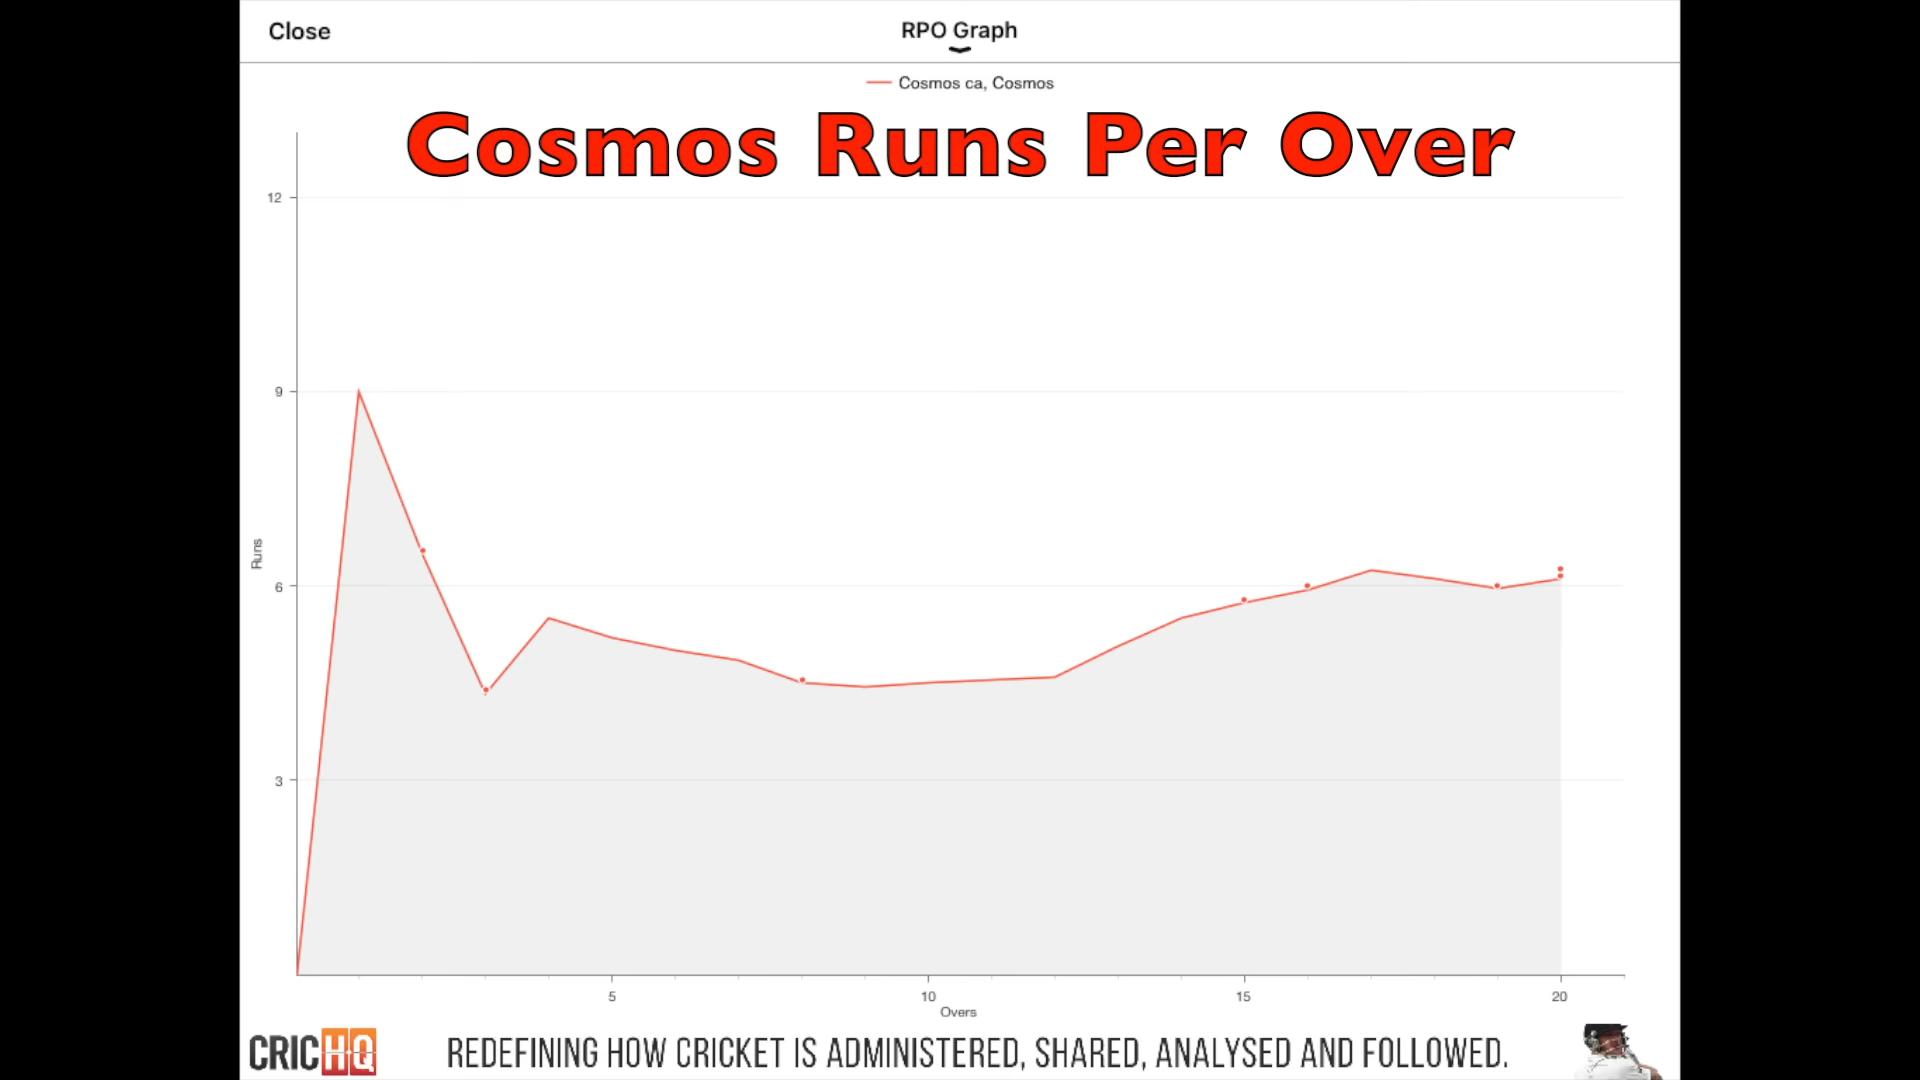 Close
RPO Graph
Cosmos ca, Cosmos
Cosmos Runs Per Over
12
9
6
3
Runs
5
10
15
20
Overs
CRICHQ
REDEFINING HOW CRICKET IS ADMINISTERED, SHARED, ANALYSED AND FOLLOWED.